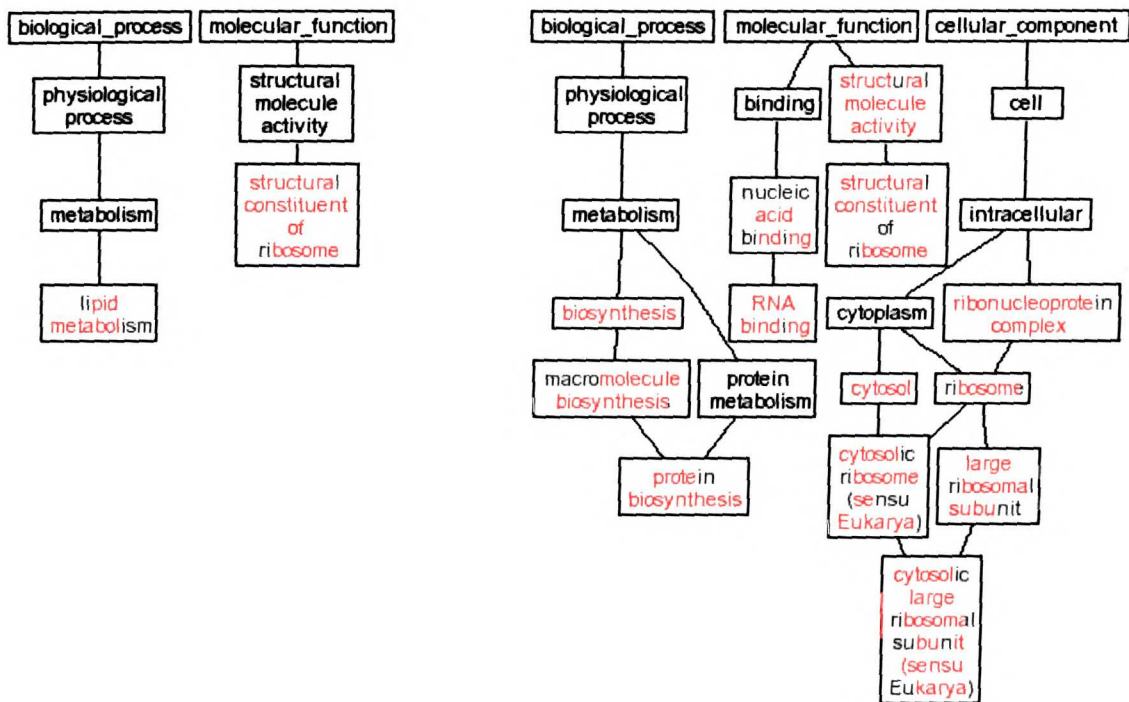 biological_process
molecular_function
physiological
process
structural
molecule
activity
metabolism
structural
constituent
of
ribosome
lipid
metabolism
biological_process
molecular_function
cellular_component
physiological
process
binding
structural
molecule
activity
cell
metabolism
nucleic
acid
binding
structural
constituent
of
ribosome
intracellular
biosynthesis
RNA
binding
cytoplasm
ribonucleoprotein
complex
macromolecule
biosynthesis
protein
metabolism
cytosol
ribosome
protein
biosynthesis
cytosolic
ribosome
(sensu
Eukarya)
large
ribosomal
subunit
cytosolic
large
ribosomal
subunit
(sensu
Eukarya)